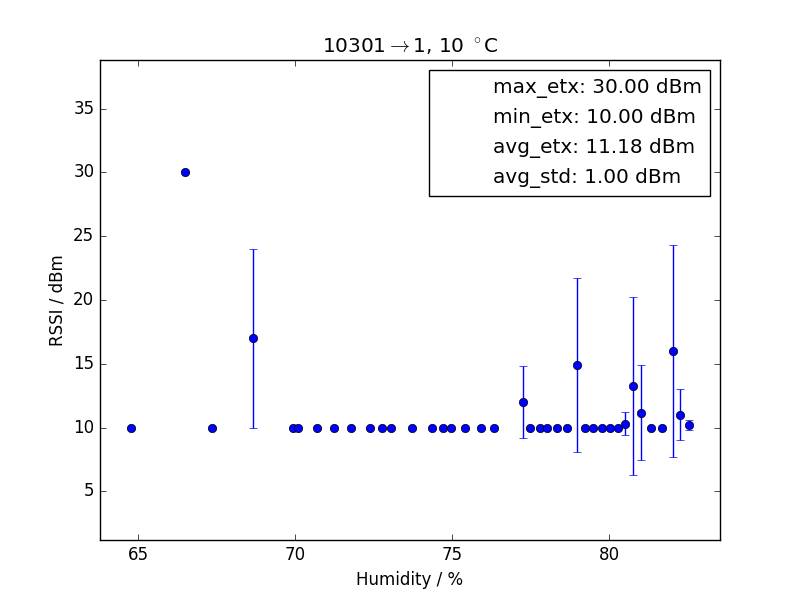 10301→1, 10 °C
max_etx: 30.00 dBm
min_etx: 10.00 dBm
avg_etx: 11.18 dBm
avg_std: 1.00 dBm
35
30
25
20
15
10
5
RSSI / dBm
65 70 75 80
Humidity / %